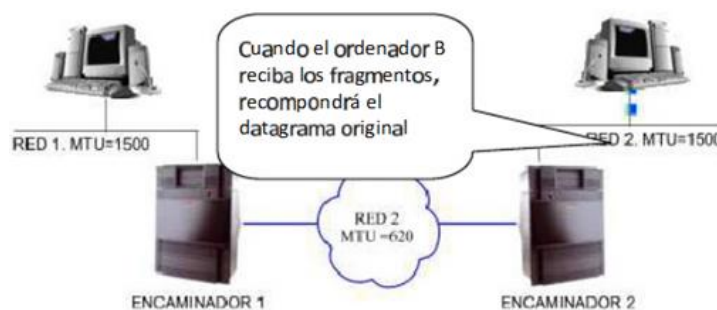 Cuando el ordenador B
reciba los fragmentos,
recompondrá el
datagrama original
RED 1. MTU=1500
RED 2. MTU=1500
RED 2
MTU =620
ENCAMINADOR 1
ENCAMINADOR 2